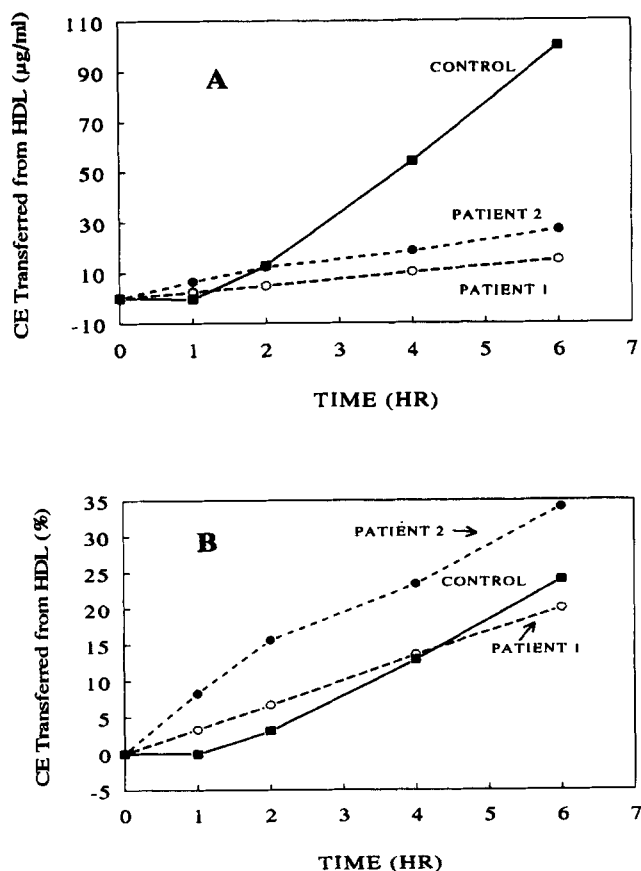 CE Transferred from HDL (µg/ml)
110
90
70
50
30
10
-10
A
CONTROL
PATIENT 2
PATIENT 1
0 1 2 3 4 5 6 7
TIME (HR)
CE Transferred from HDL (%)
35
30
25
20
15
10
5
0
-5
B
PATIENT 2
CONTROL
PATIENT 1
0 1 2 3 4 5 6 7
TIME (HR)